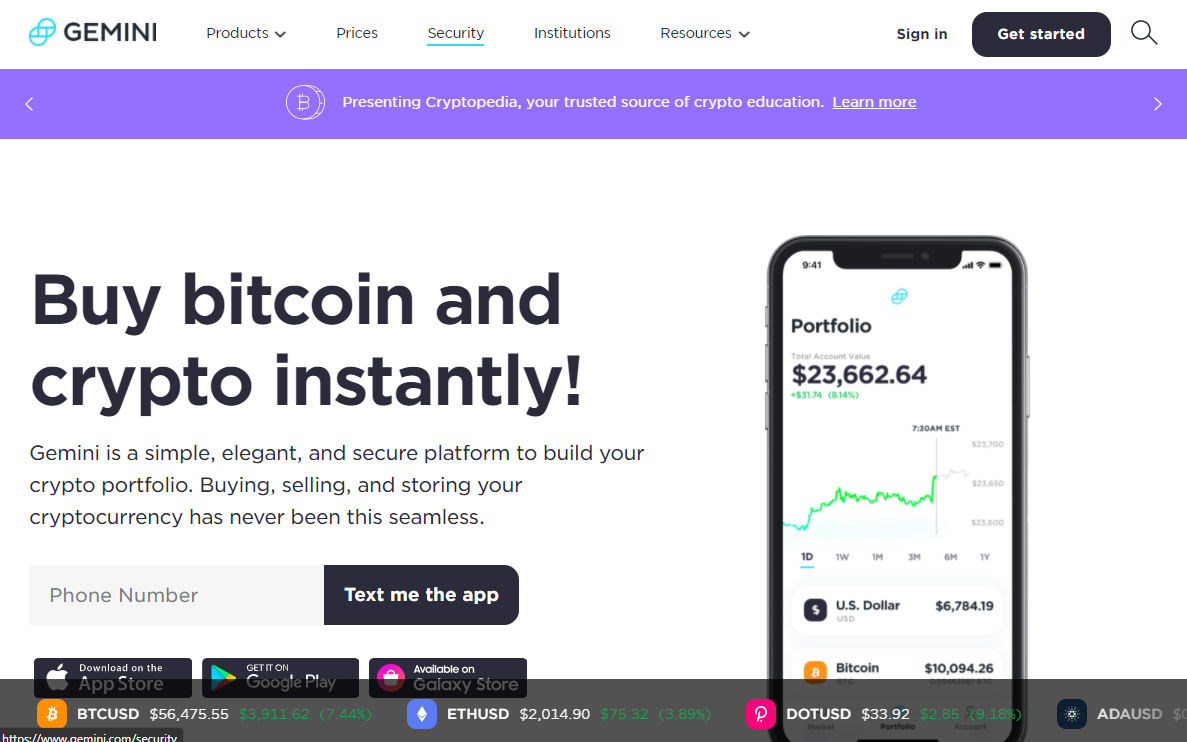 GEMINI
Products
Prices
Security
Institutions
Resources
Sign in
Get started
Presenting Cryptopedia, your trusted source of crypto education. Learn more
Buy bitcoin and
crypto instantly!
Gemini is a simple, elegant, and secure platform to build your
crypto portfolio. Buying, selling, and storing your
cryptocurrency has never been this seamless.
Phone Number
Text me the app
Download on the
App Store
GET IT ON
Google Play
Available on
Galaxy Store
9:41
Portfolio
Total Account Value
$23,662.64
+$31.74 (8.14%)
7:30AM EST
$23,700
$23,650
$23,600
1D 1W 1M 3M 6M 1Y
U.S. Dollar $6,784.19
USD
Bitcoin $10,094.26
BTC
Market Portfolio Account
BTCUSD $56,475.55 $3,911.62 (7.44%)
ETHUSD $2,014.90 $75.32 (3.89%)
DOTUSD $33.92 $2.85 (9.18%)
ADAUSD
https://www.gemini.com/security